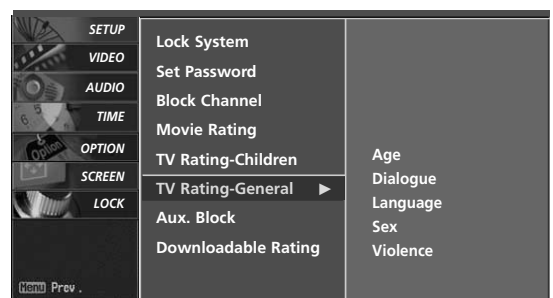 SETUP
VIDEO
AUDIO
TIME
OPTION
SCREEN
LOCK
Menu Prev.
Lock System
Set Password
Block Channel
Movie Rating
TV Rating-Children
TV Rating-General ►
Aux. Block
Downloadable Rating
Age
Dialogue
Language
Sex
Violence